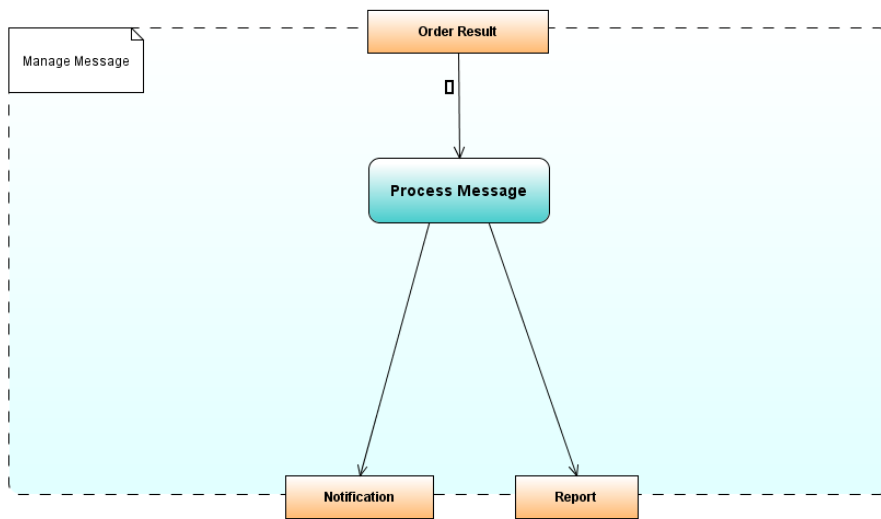 Order Result
Manage Message
Process Message
Notification
Report